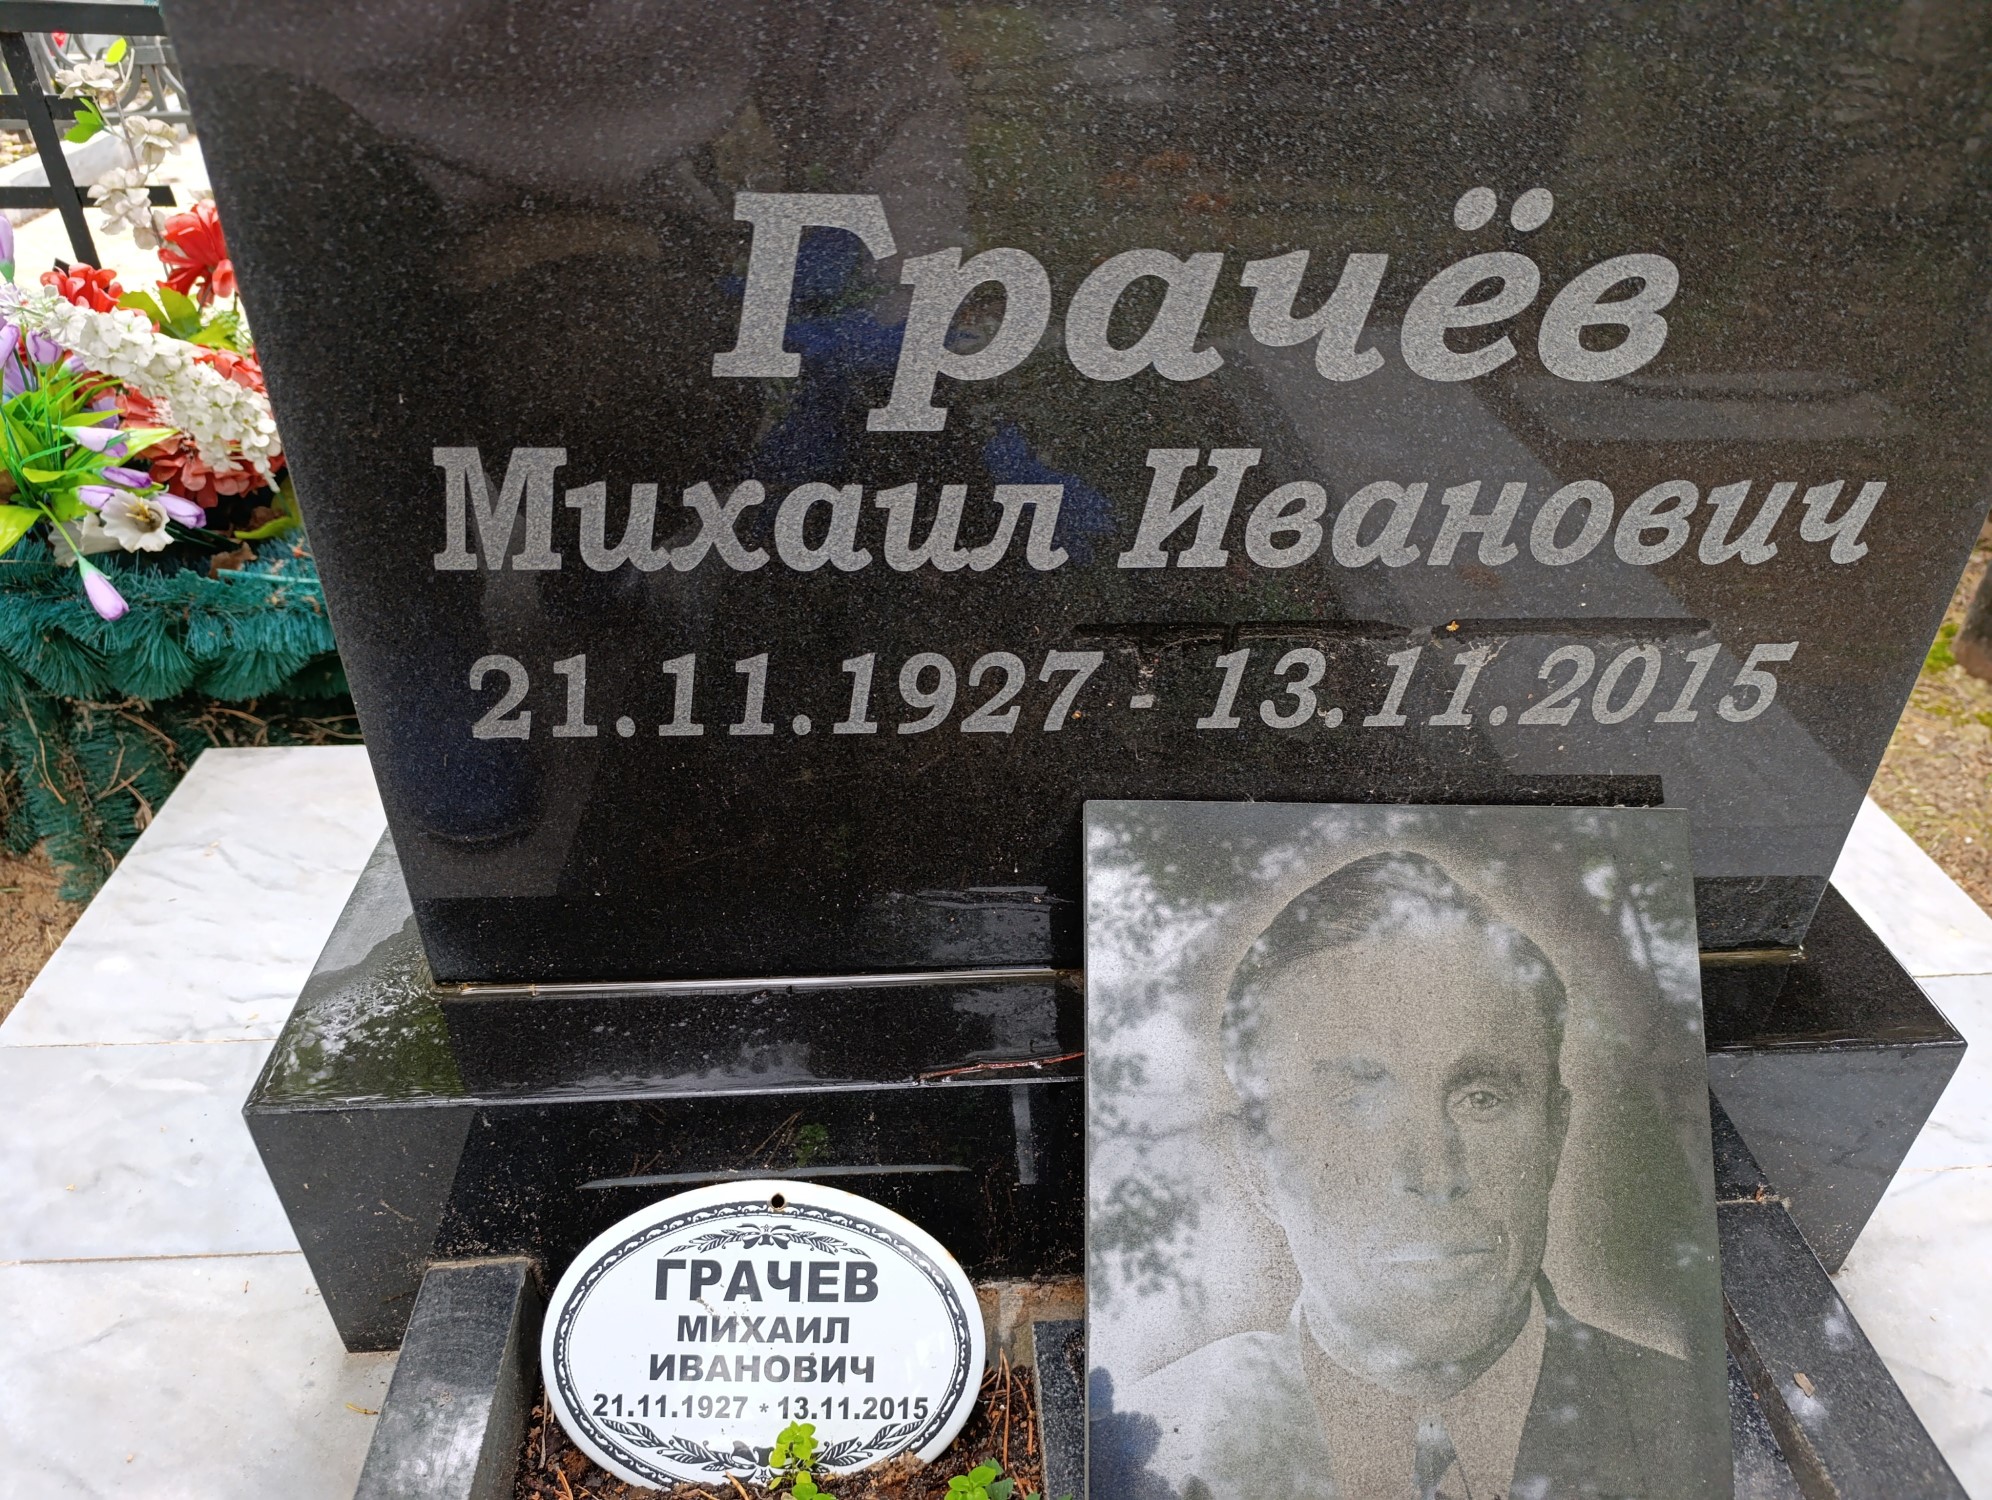 Грачёв
Михаил Иванович
21.11.1927 - 13.11.2015
ГРАЧЕВ
МИХАИЛ
ИВАНОВИЧ
21.11.1927 * 13.11.2015